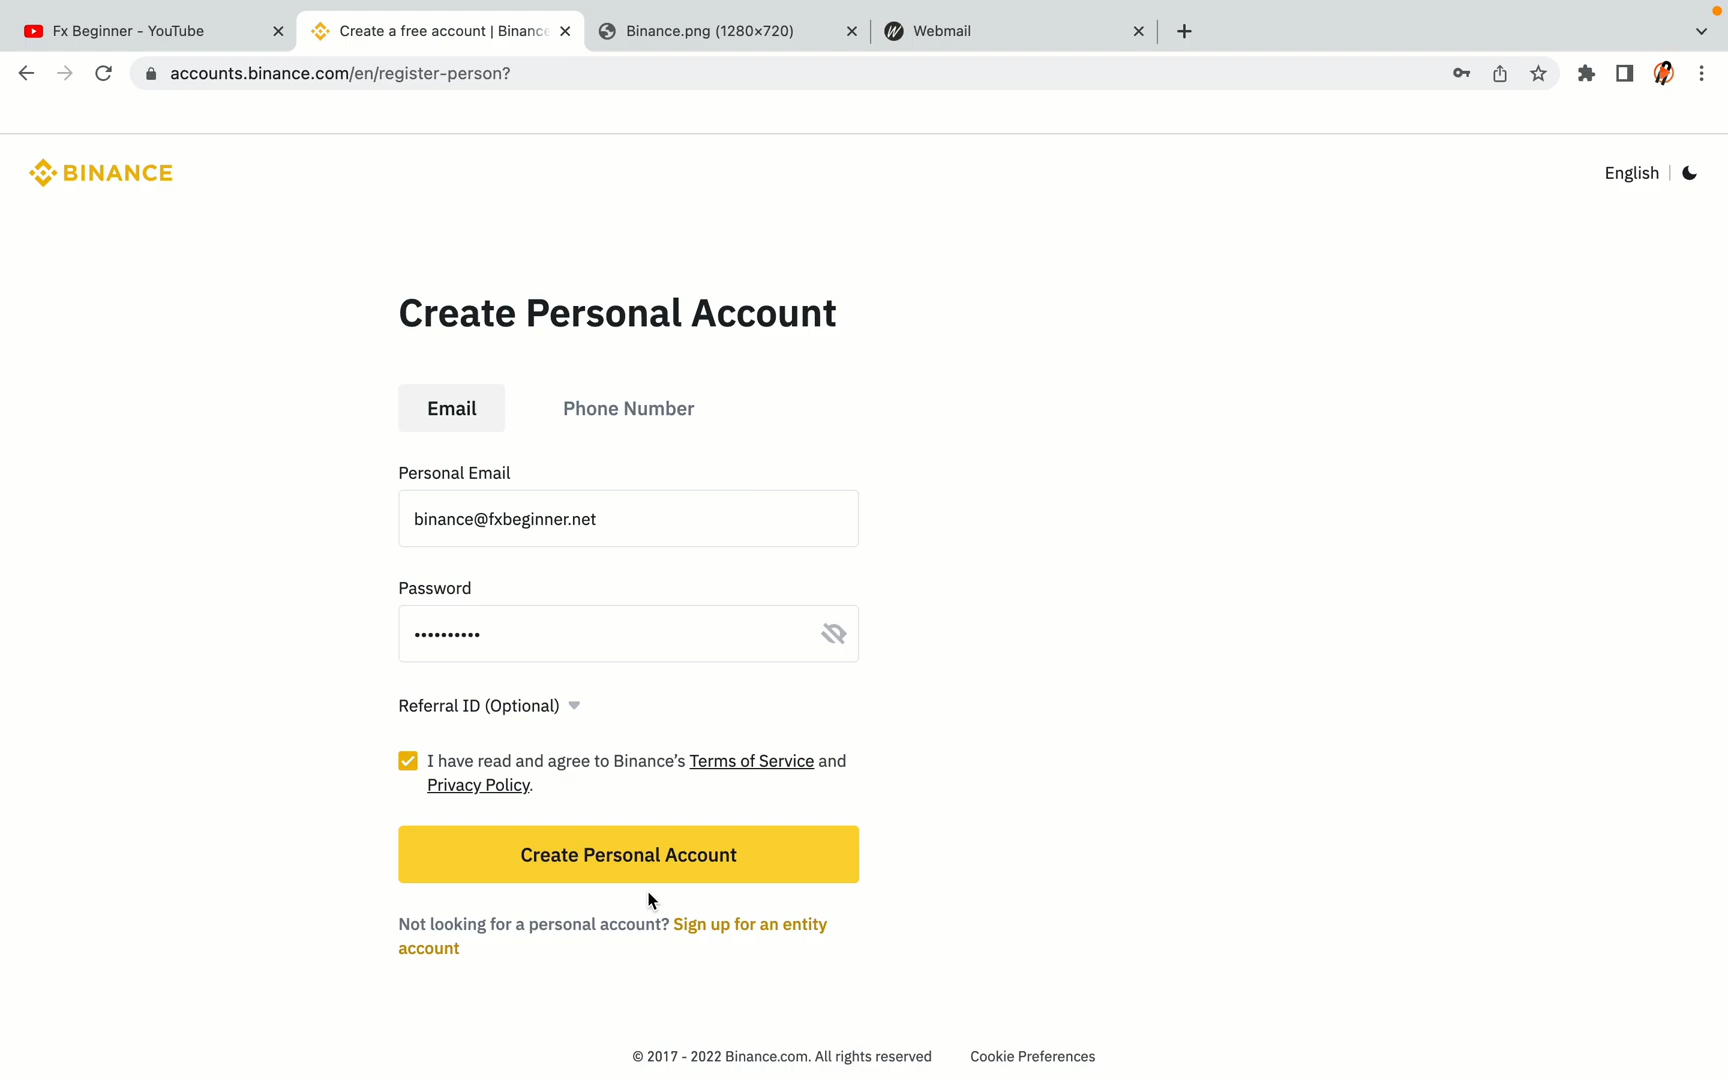 Fx Beginner - YouTube
Create a free account | Binance
Binance.png (1280×720)
Webmail
accounts.binance.com/en/register-person?
BINANCE
English
Create Personal Account
Email
Phone Number
Personal Email
binance@fxbeginner.net
Password
••••••••••
Referral ID (Optional)
I have read and agree to Binance’s Terms of Service and
Privacy Policy.
Create Personal Account
Not looking for a personal account? Sign up for an entity
account
© 2017 - 2022 Binance.com. All rights reserved
Cookie Preferences